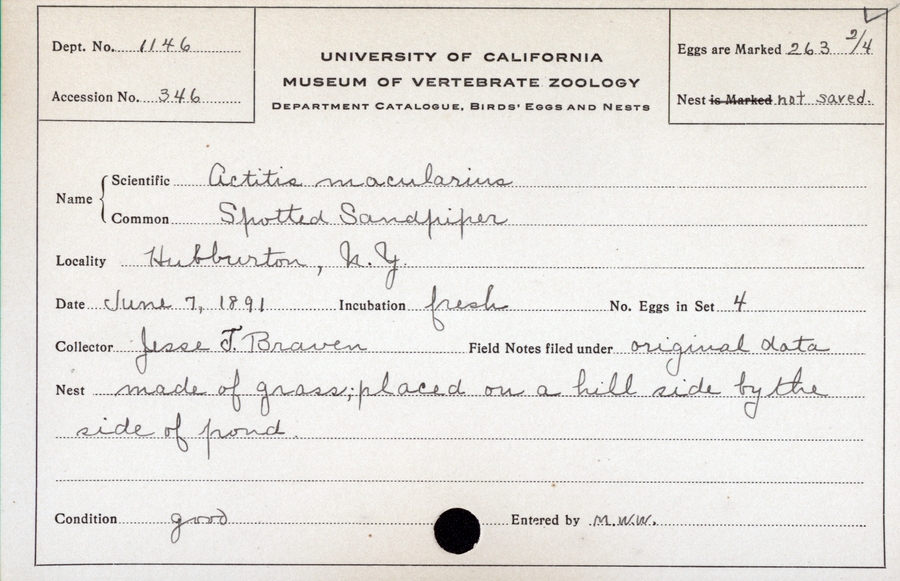 Dept. No. 1146
Accession No. 346
UNIVERSITY OF CALIFORNIA
MUSEUM OF VERTEBRATE ZOOLOGY
DEPARTMENT CATALOGUE, BIRDS' EGGS AND NESTS
Eggs are Marked 263 2/4
Nest is Marked not saved.
Name
Scientific Actitis macularius
Common Spotted Sandpiper
Locality Hubburton, N.Y.
Date June 7, 1891 Incubation fresh No. Eggs in Set 4
Collector Jesse T. Braven Field Notes filed under original data
Nest made of grass; placed on a hill side by the
side of pond.
Condition good Entered by M.W.W.